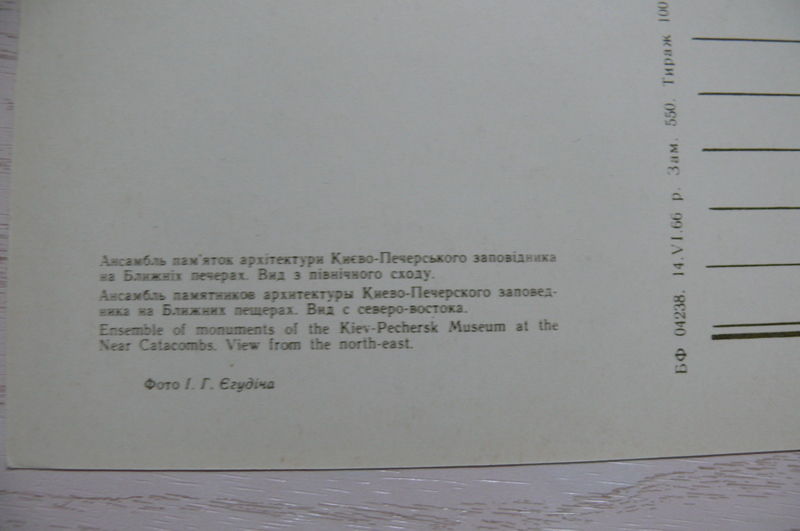 Ансамбль пам'яток архітектури Києво-Печерського заповідника
на Ближніх печерах. Вид з північного сходу.
Ансамбль памятников архитектуры Киево-Печерского заповед-
ника на Ближних пещерах. Вид с северо-востока.
Ensemble of monuments of the Kiev-Pechersk Museum at the
Near Catacombs. View from the north-east.
Фото І. Г. Єгудіна
БФ 04238. 14.VI.66 р. Зам. 550. Тираж 100